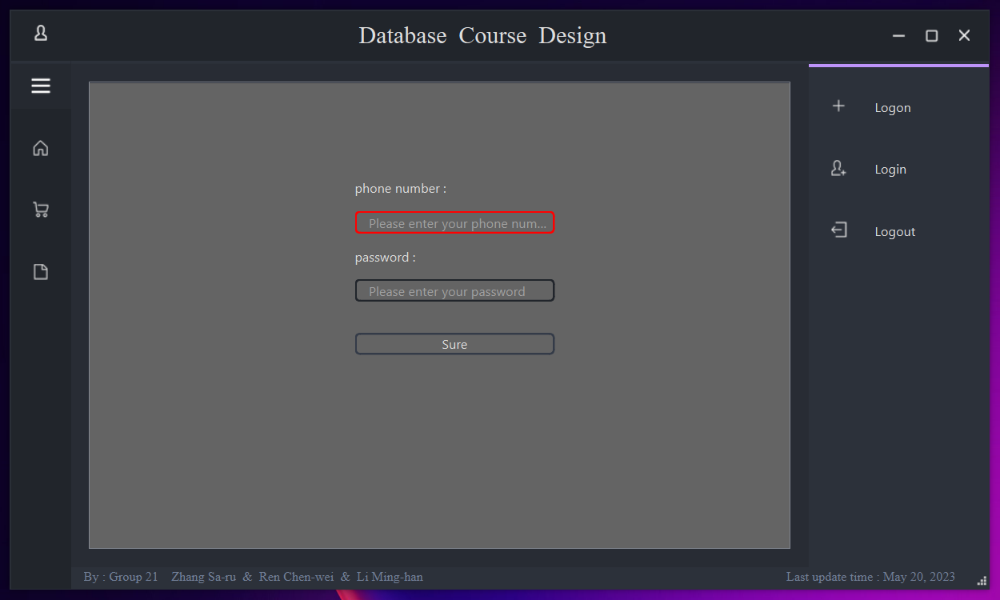 Database Course Design
Logon
Login
Logout
phone number :
Please enter your phone num...
password :
Please enter your password
Sure
By : Group 21 Zhang Sa-ru & Ren Chen-wei & Li Ming-han
Last update time : May 20, 2023